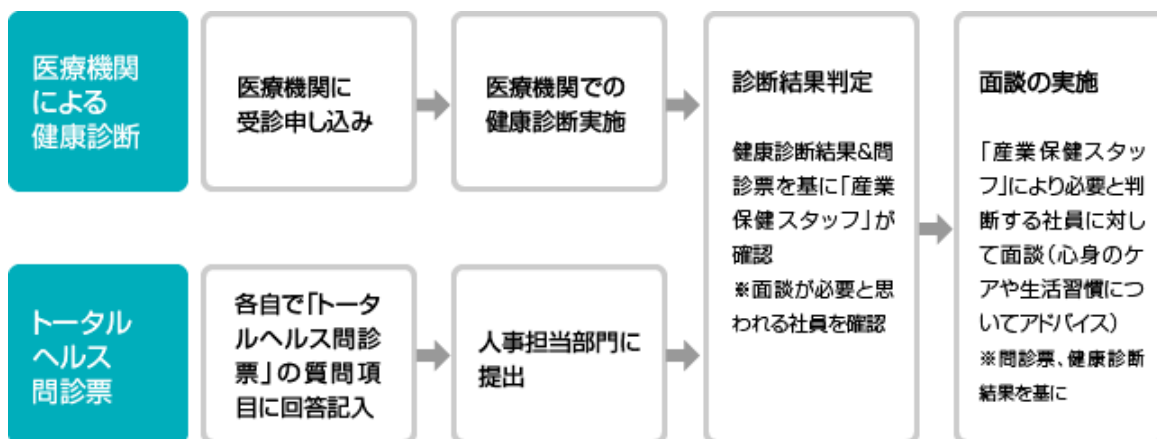 医療機関
による
健康診断
医療機関に
受診申し込み
医療機関での
健康診断実施
トータル
ヘルス
問診票
各自で「トータ
ルヘルス問診
票」の質問項
目に回答記入
人事担当部門に
提出
診断結果判定
健康診断結果&問
診票を基に「産業
保健スタッフ」が
確認
※面談が必要と思
われる社員を確認
面談の実施
「産業保健スタッ
フ」により必要と判
断する社員に対し
て面談(心身のケ
アや生活習慣につ
いてアドバイス)
※問診票、健康診断
結果を基に